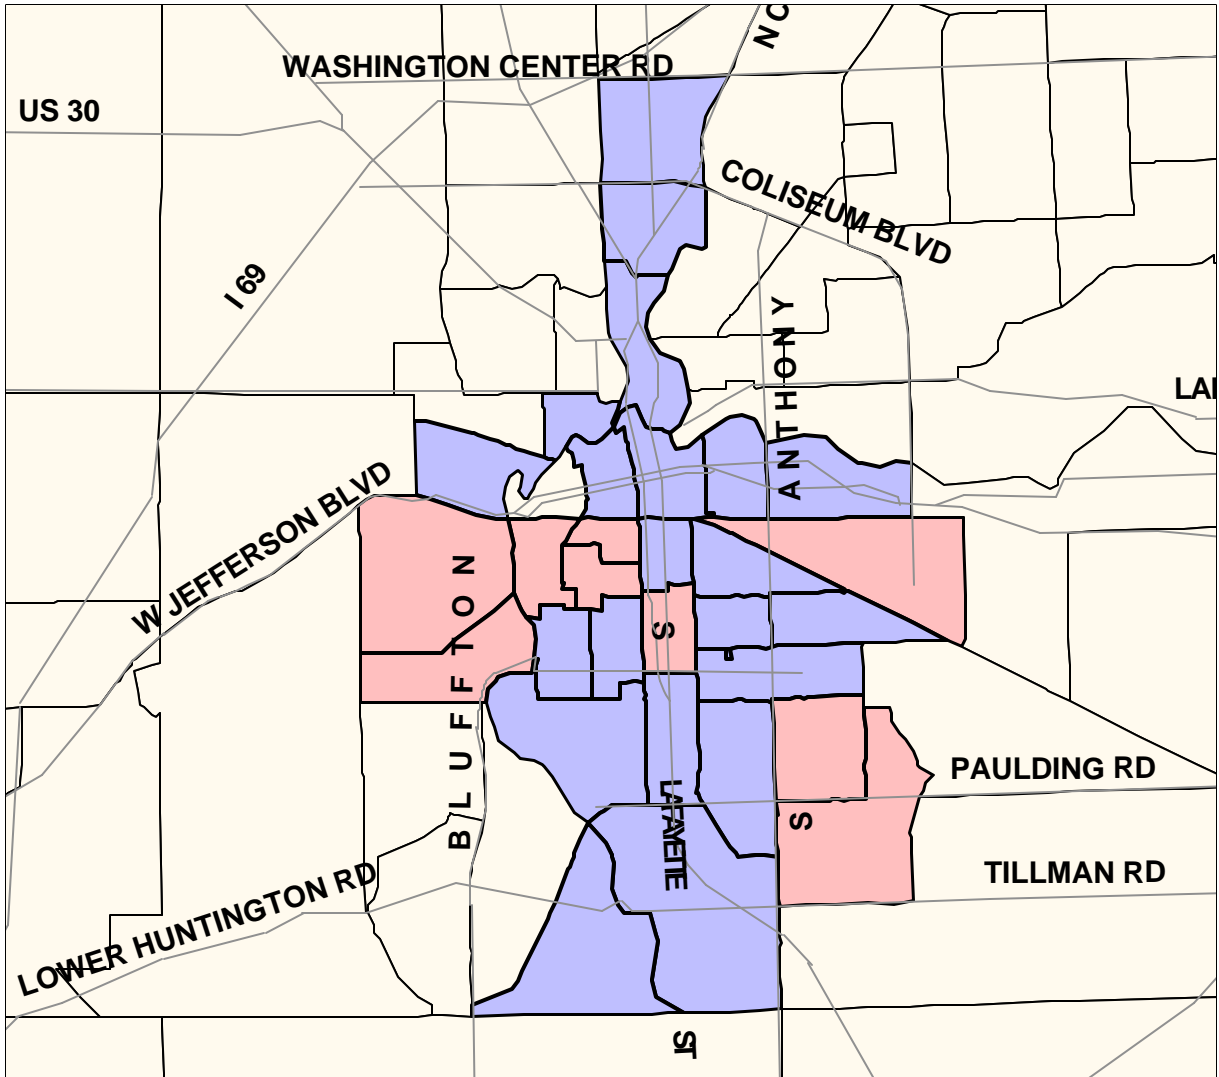 N C
WASHINGTON CENTER RD
US 30
COLISEUM BLVD
I 69
ANTHONY
LA
W JEFFERSON BLVD
BLUFFTON
S
PAULDING RD
LAFAYETTE
S
TILLMAN RD
LOWER HUNTINGTON RD
ST